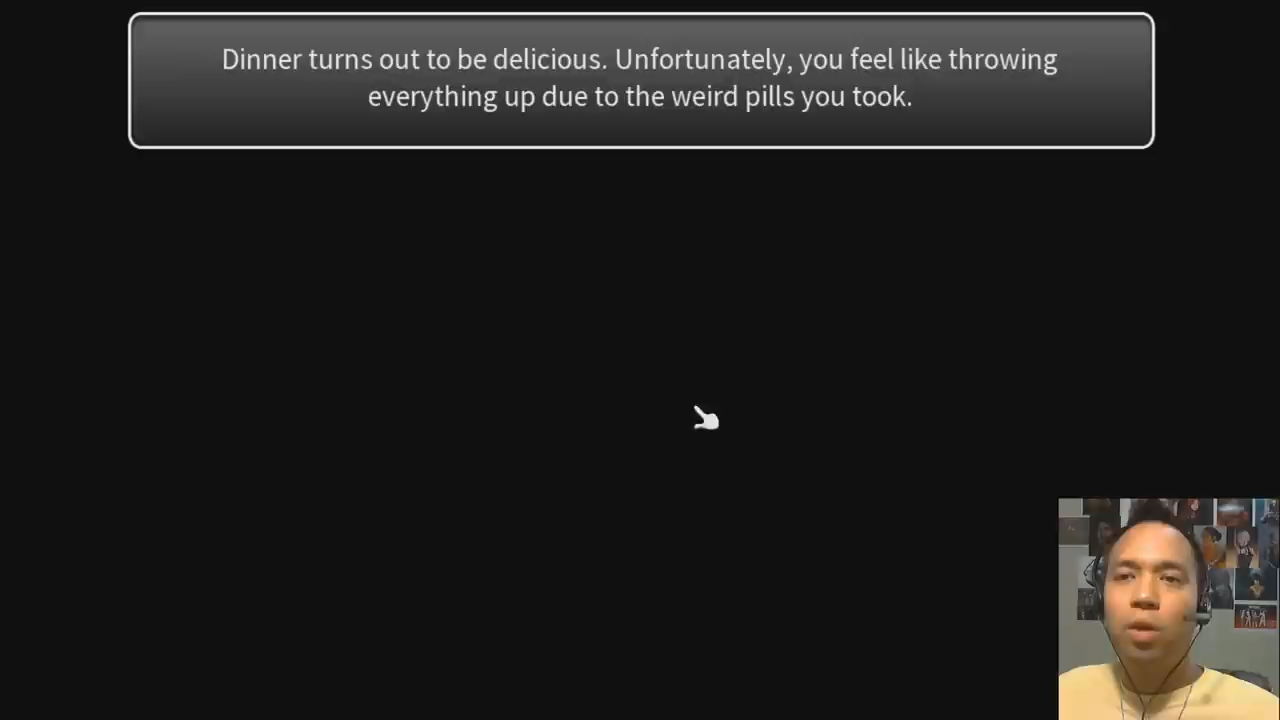 Dinner turns out to be delicious. Unfortunately, you feel like throwing
everything up due to the weird pills you took.